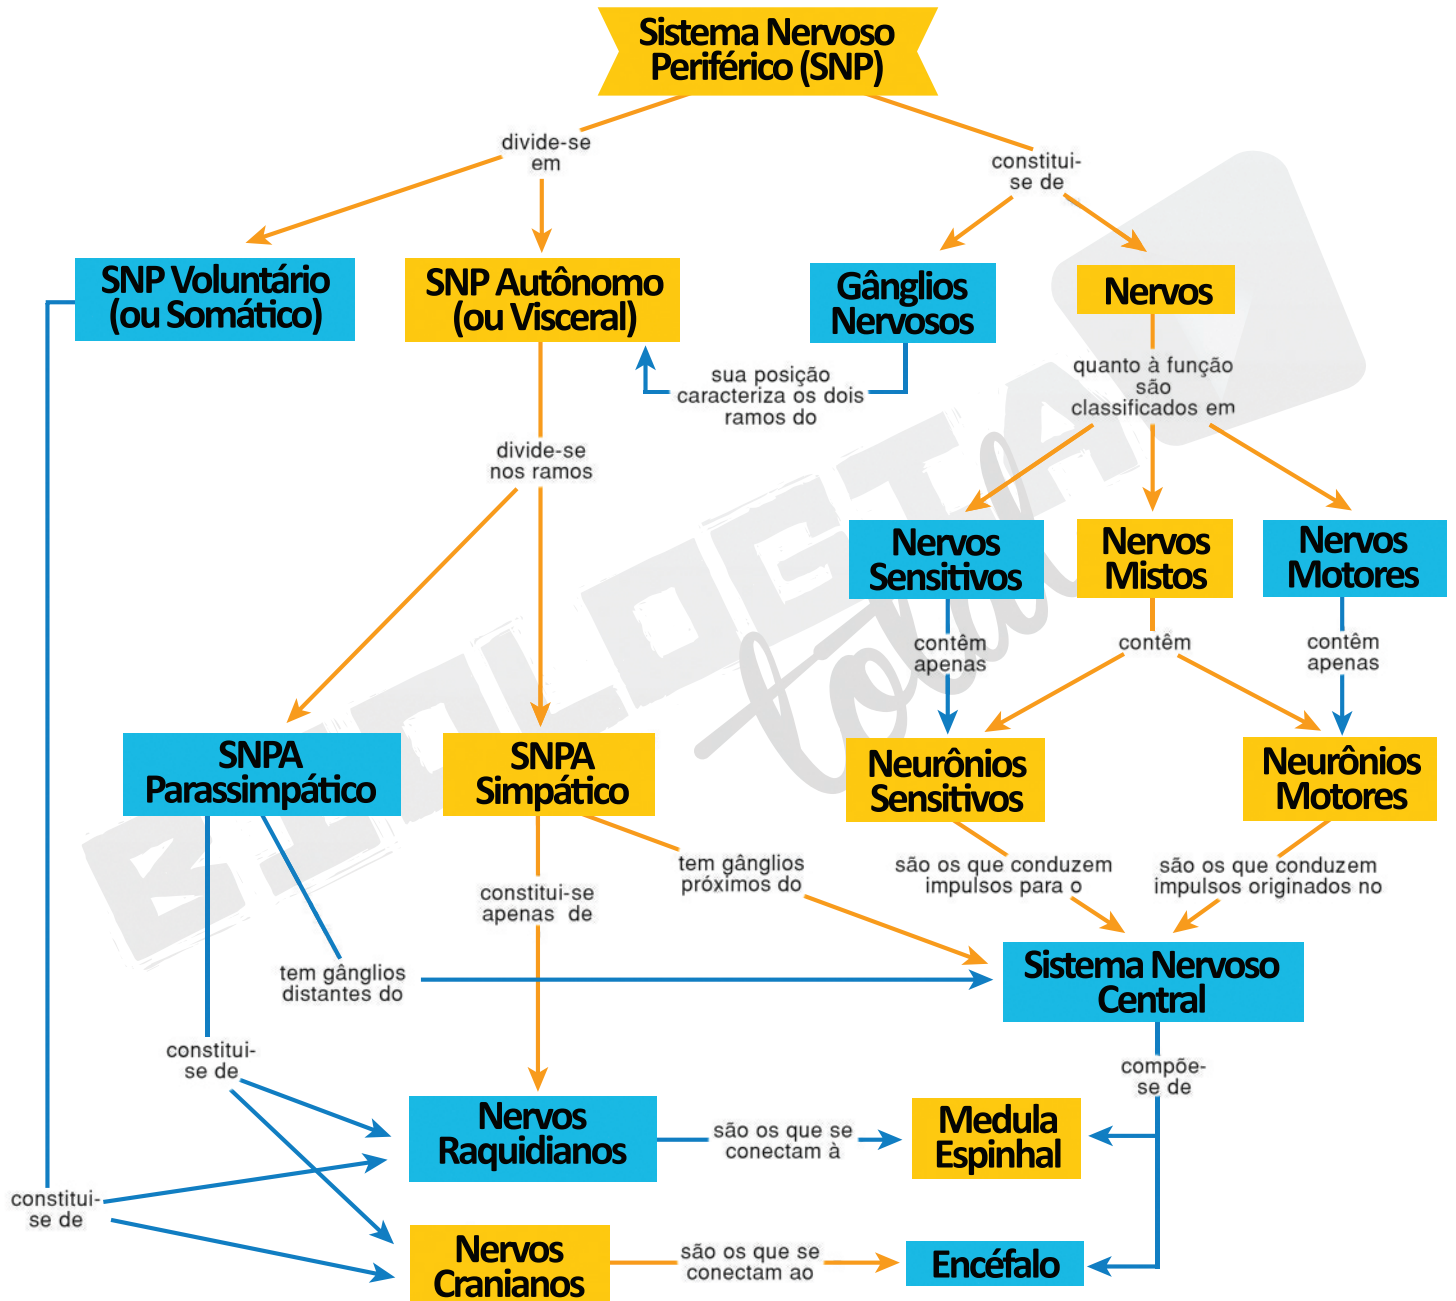 Sistema Nervoso
Periférico (SNP)
divide-se
em
constitui-
se de
SNP Voluntário
(ou Somático)
SNP Autônomo
(ou Visceral)
Gânglios
Nervosos
Nervos
sua posição
caracteriza os dois
ramos do
quanto à função
são
classificados em
divide-se
nos ramos
Nervos
Sensitivos
Nervos
Mistos
Nervos
Motores
contêm
apenas
contêm
contêm
apenas
SNPA
Parassimpático
SNPA
Simpático
Neurônios
Sensitivos
Neurônios
Motores
tem gânglios
próximos do
são os que conduzem
impulsos para o
são os que conduzem
impulsos originados no
constitui-se
apenas de
tem gânglios
distantes do
Sistema Nervoso
Central
constitui-
se de
compõe-
se de
Nervos
Raquidianos
são os que se
conectam à
Medula
Espinhal
constitui-
se de
Nervos
Cranianos
são os que se
conectam ao
Encéfalo
BIOLOGIA
total